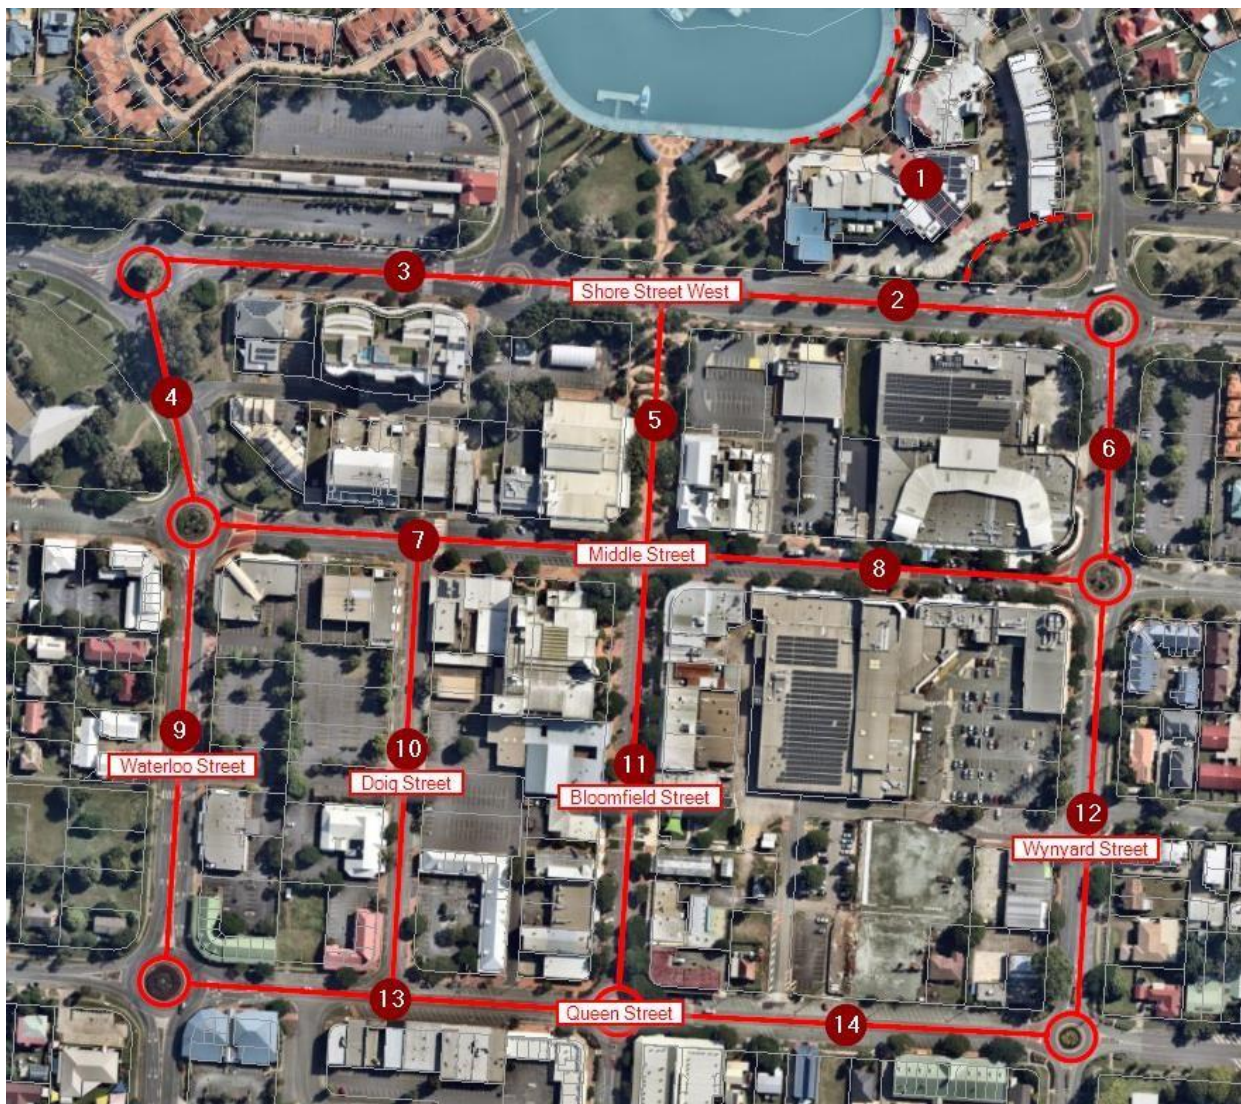 1
3
Shore Street West
2
4
5
6
7
Middle Street
8
9
Waterloo Street
10
Doig Street
11
Bloomfield Street
12
Wynyard Street
13
Queen Street
14